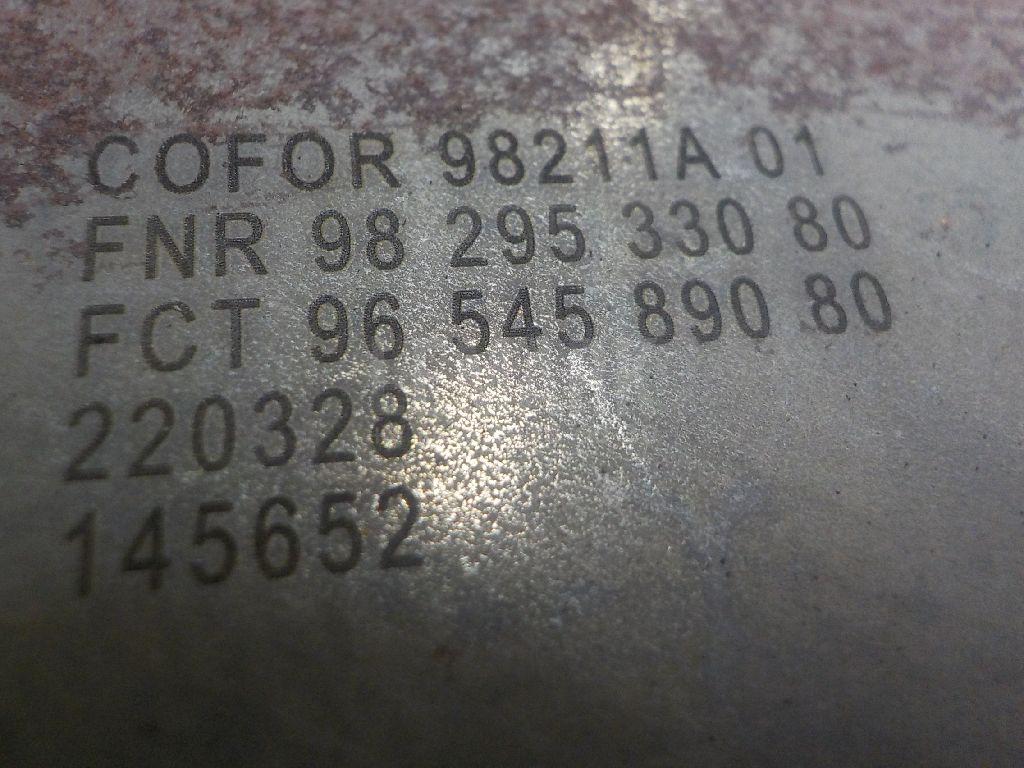 COFOR 98211A 01
FNR 98 295 330 80
FCT 96 545 890 80
220328
145652